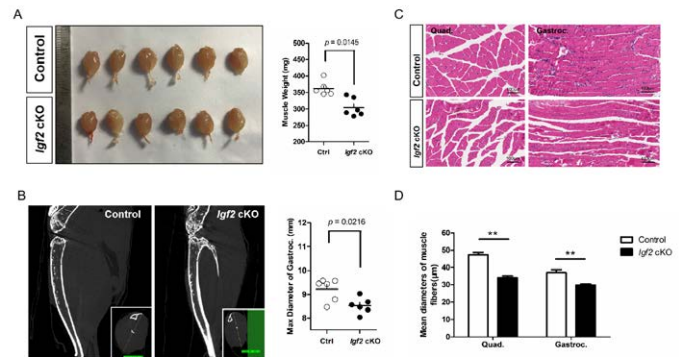 A
Control
Igf2 cKO
p = 0.0145
Muscle Weight (mg)
500
450
400
350
300
250
200
Ctrl
Igf2 cKO
B
Control
Igf2 cKO
p = 0.0216
Max Diameter of Gastroc. (mm)
12
11
10
9
8
7
6
Ctrl
Igf2 cKO
C
Quad.
Gastroc.
Control
Igf2 cKO
D
Mean diameters of muscle
fibers(μm)
60
50
40
30
20
10
0
**
**
Control
Igf2 cKO
Quad.
Gastroc.